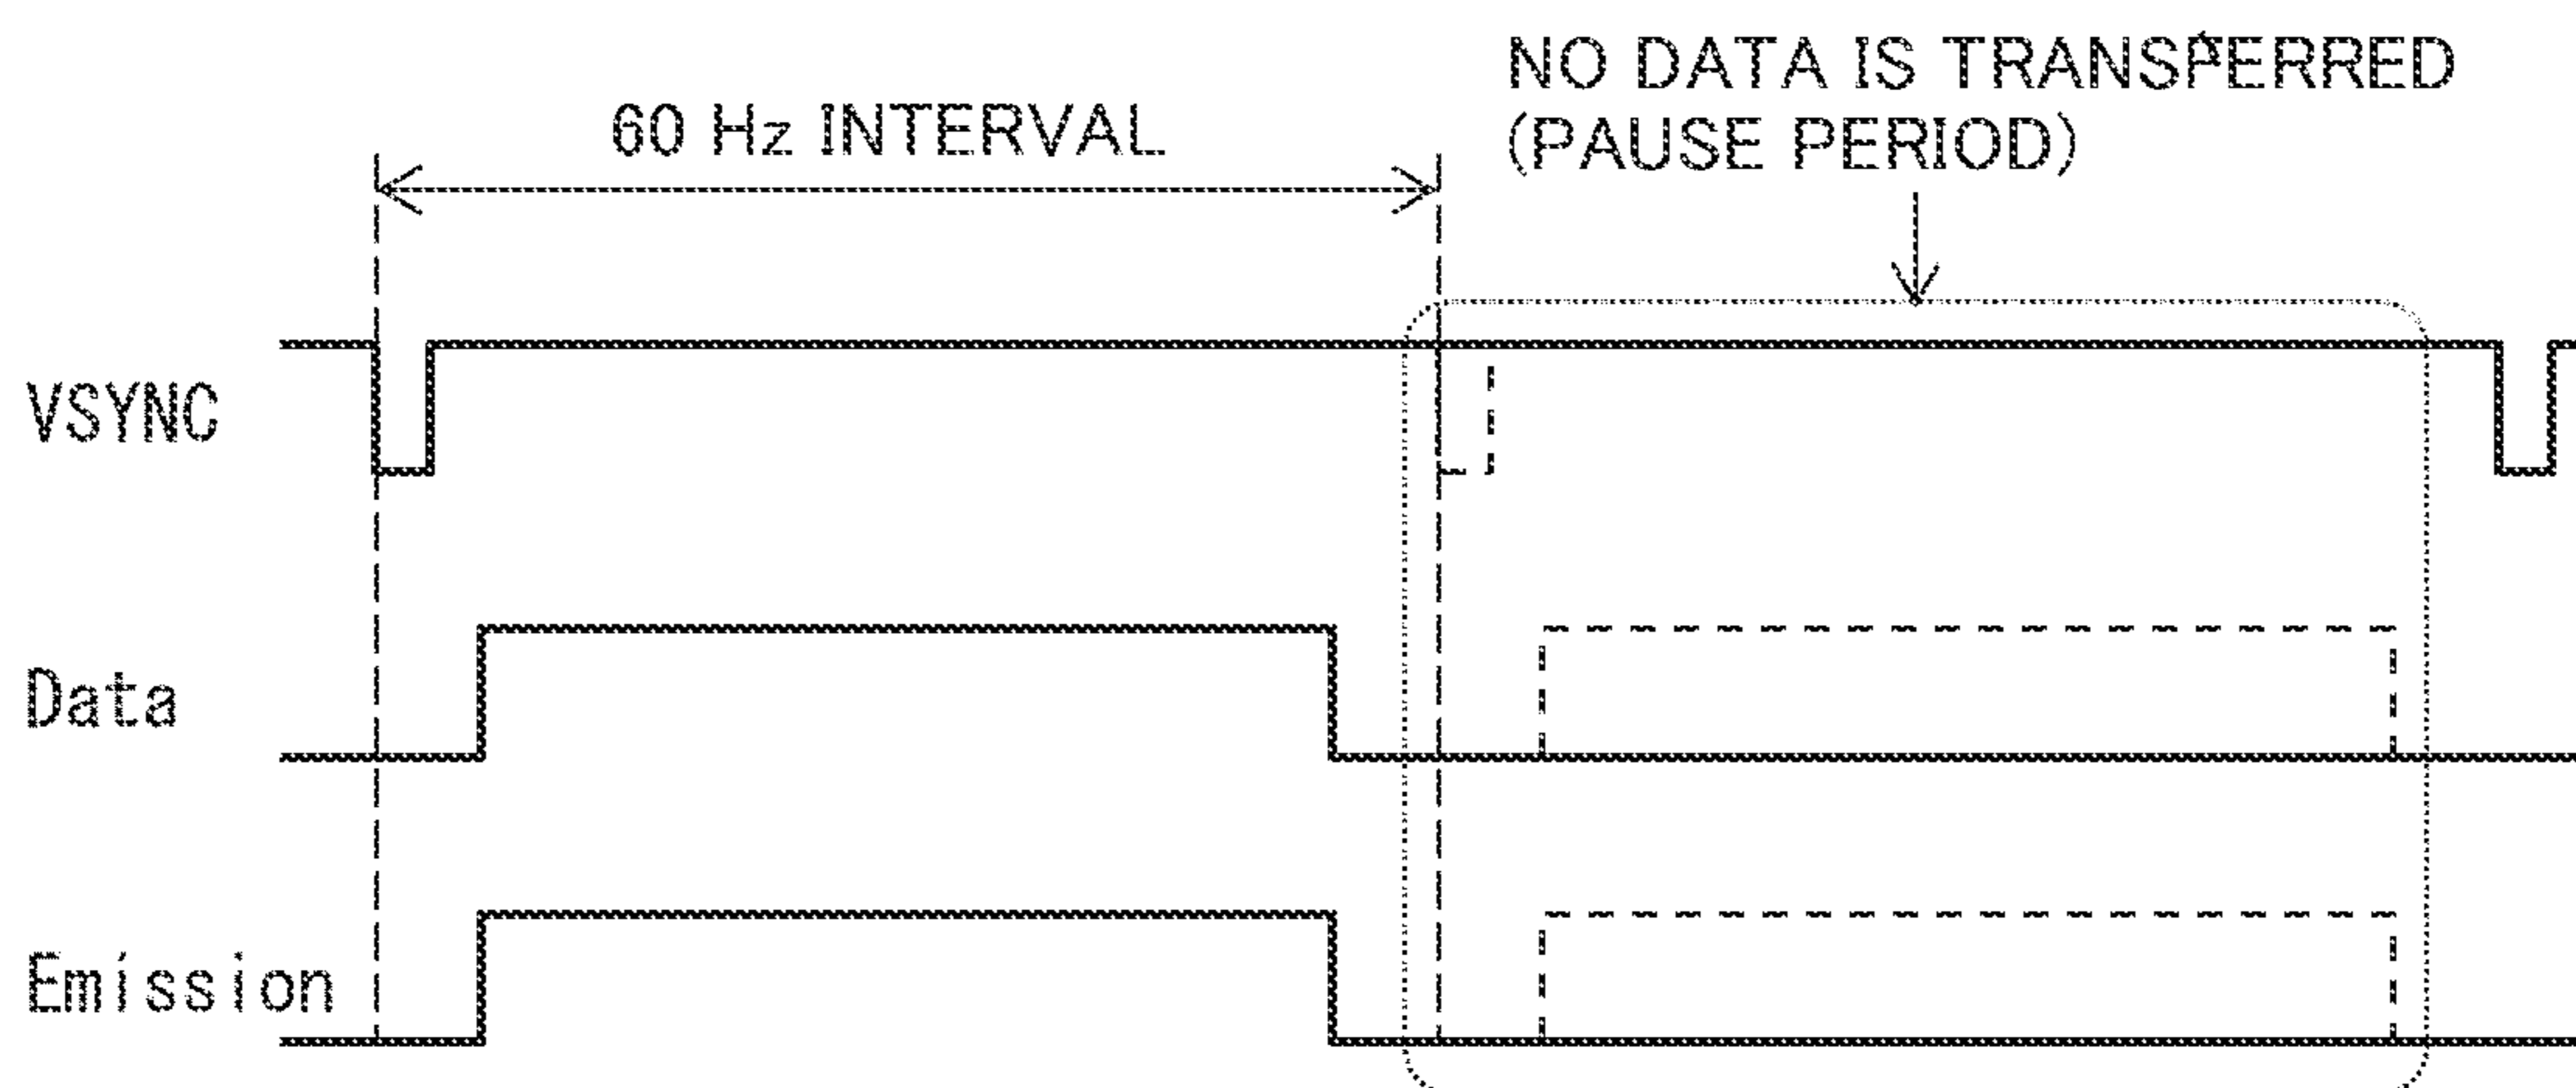 NO DATA IS TRANSFERRED
(PAUSE PERIOD)
60 Hz INTERVAL
VSYNC
Data
Emission